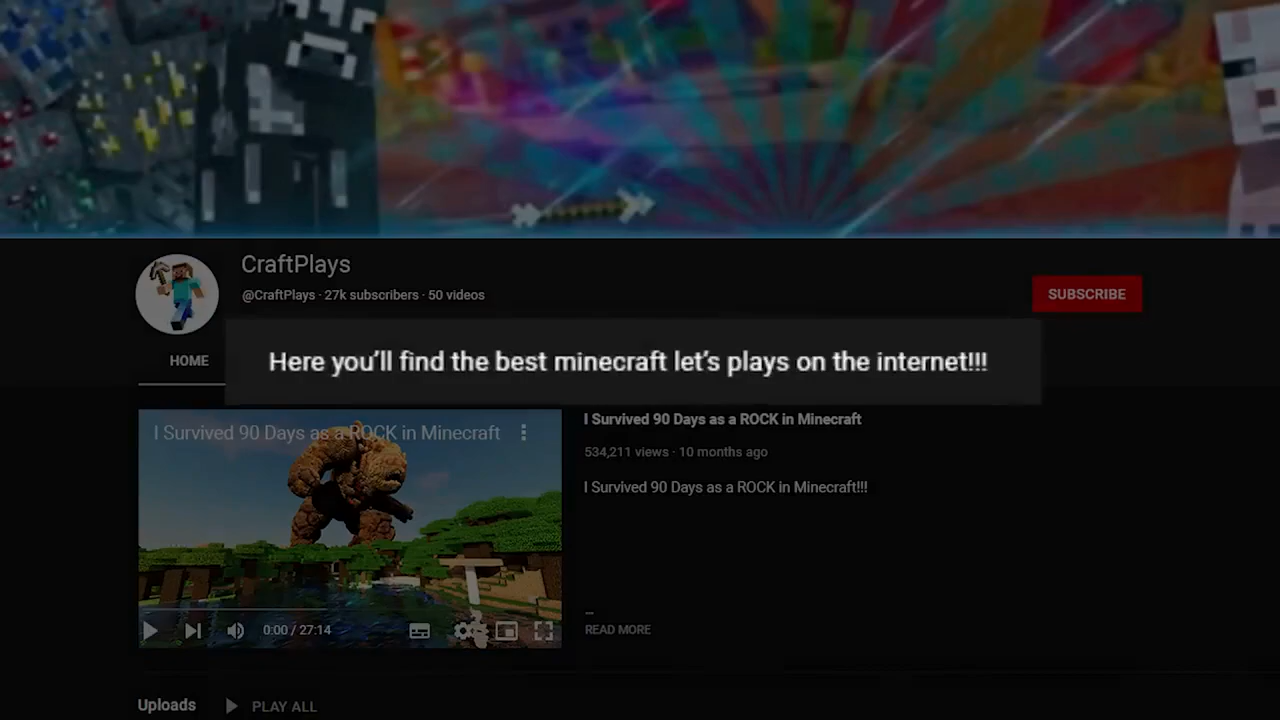 CraftPlays
@CraftPlays · 27k subscribers · 50 videos
SUBSCRIBE
HOME
Here you'll find the best minecraft let's plays on the internet!!!
I Survived 90 Days as a ROCK in Minecraft
I Survived 90 Days as a ROCK in Minecraft
534,211 views · 10 months ago
I Survived 90 Days as a ROCK in Minecraft!!!
0:00 / 27:14
READ MORE
Uploads
PLAY ALL